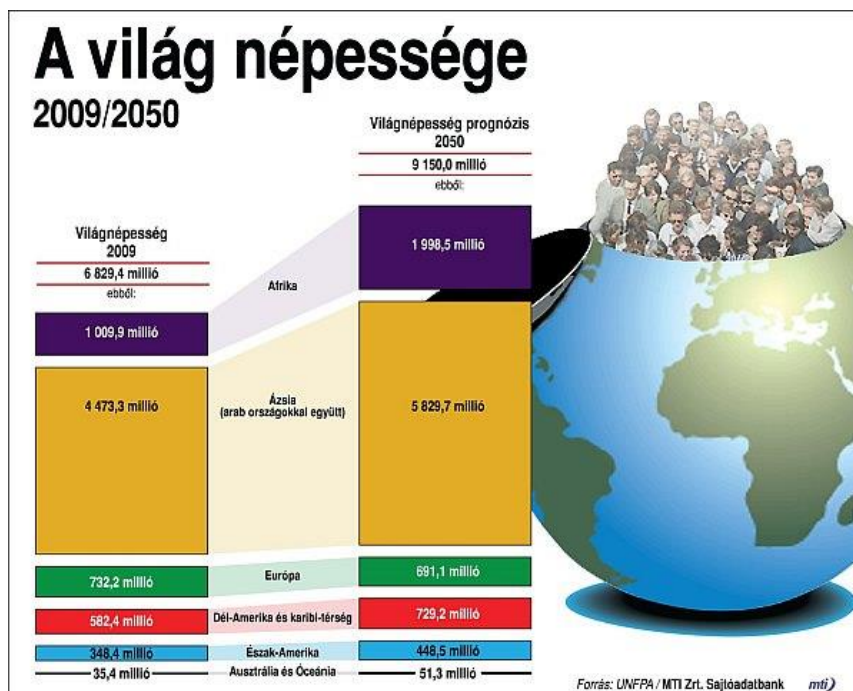 A világ népessége
2009/2050
Világnépesség prognózis
2050
9 150,0 millió
ebből:
Világnépesség
2009
6 829,4 millió
ebből:
1 998,5 millió
Afrika
1 009,9 millió
4 473,3 millió
Ázsia
(arab országokkal együtt)
5 829,7 millió
732,2 millió
Európa
691,1 millió
582,4 millió
Dél-Amerika és karibi-térség
729,2 millió
348,4 millió
Észak-Amerika
448,5 millió
35,4 millió
Ausztrália és Óceánia
51,3 millió
Forrás: UNFPA / MTI Zrt. Sajtóadatbank
mti